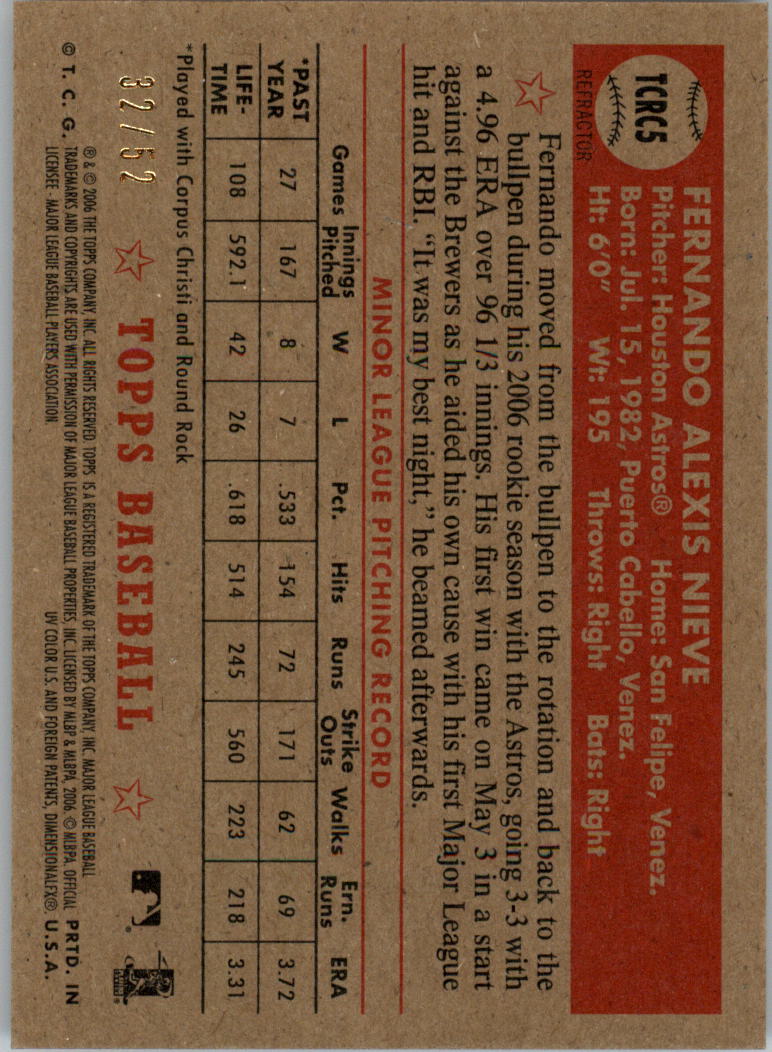 TCRC5
REFRACTOR
FERNANDO ALEXIS NIEVE
Pitcher: Houston Astros® Home: San Felipe, Venez.
Born: Jul. 15, 1982, Puerto Cabello, Venez.
Ht: 6'0" Wt: 195 Throws: Right Bats: Right
Fernando moved from the bullpen to the rotation and back to the
bullpen during his 2006 rookie season with the Astros, going 3-3 with
a 4.96 ERA over 96 1/3 innings. His first win came on May 3 in a start
against the Brewers as he aided his own cause with his first Major League
hit and RBI. “It was my best night,” he beamed afterwards.
MINOR LEAGUE PITCHING RECORD
Games Innings Pitched W L Pct. Hits Runs Strike Outs Walks Ern. Runs ERA
*PAST YEAR 27 167 8 7 .533 154 72 171 62 69 3.72
LIFE-TIME 108 592.1 42 26 .618 514 245 560 223 218 3.31
*Played with Corpus Christi and Round Rock
32/52
TOPPS BASEBALL
® & © 2006 THE TOPPS COMPANY, INC. ALL RIGHTS RESERVED. TOPPS IS A REGISTERED TRADEMARK OF THE TOPPS COMPANY, INC. MAJOR LEAGUE BASEBALL
© T. C. G. TRADEMARKS AND COPYRIGHTS ARE USED WITH PERMISSION OF MAJOR LEAGUE BASEBALL PROPERTIES, INC. LICENSED BY MLBP & MLBPA, 2006. © MLBPA. OFFICIAL PRTD. IN
LICENSEE - MAJOR LEAGUE BASEBALL PLAYERS ASSOCIATION. UV COLOR U.S. AND FOREIGN PATENTS, DIMENSIONALFX®, U.S.A.